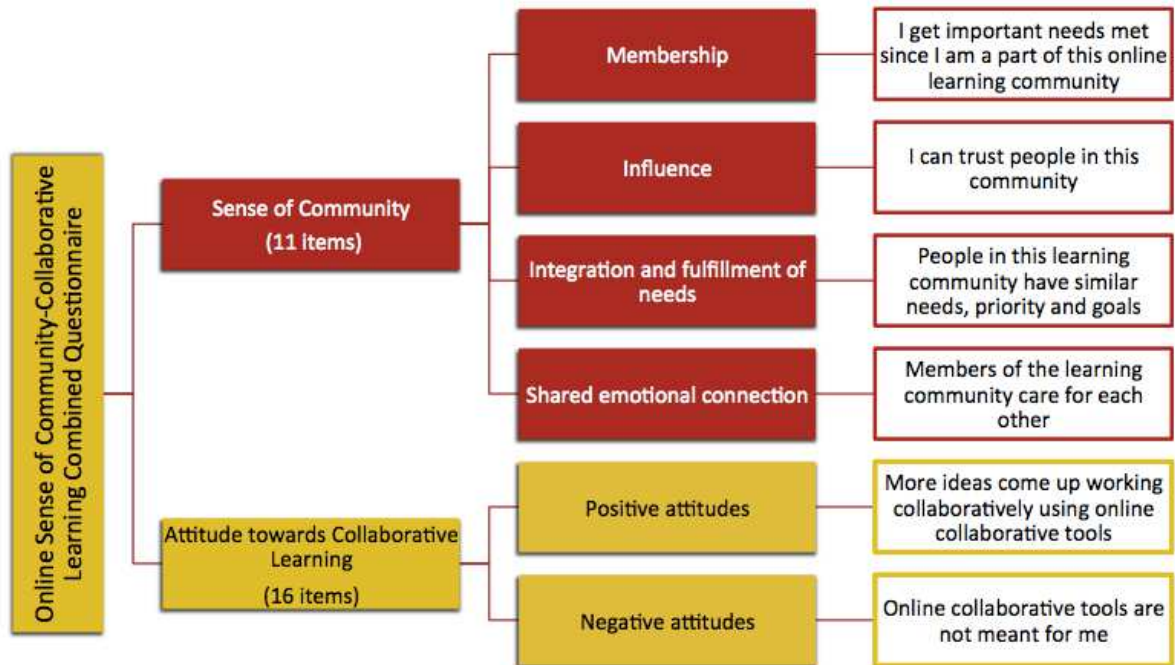 Online Sense of Community-Collaborative
Learning Combined Questionnaire
Sense of Community
(11 items)
Membership
I get important needs met
since I am a part of this online
learning community
Influence
I can trust people in this
community
Integration and fulfillment of
needs
People in this learning
community have similar
needs, priority and goals
Shared emotional connection
Members of the learning
community care for each
other
Attitude towards Collaborative
Learning
(16 items)
Positive attitudes
More ideas come up working
collaboratively using online
collaborative tools
Negative attitudes
Online collaborative tools are
not meant for me